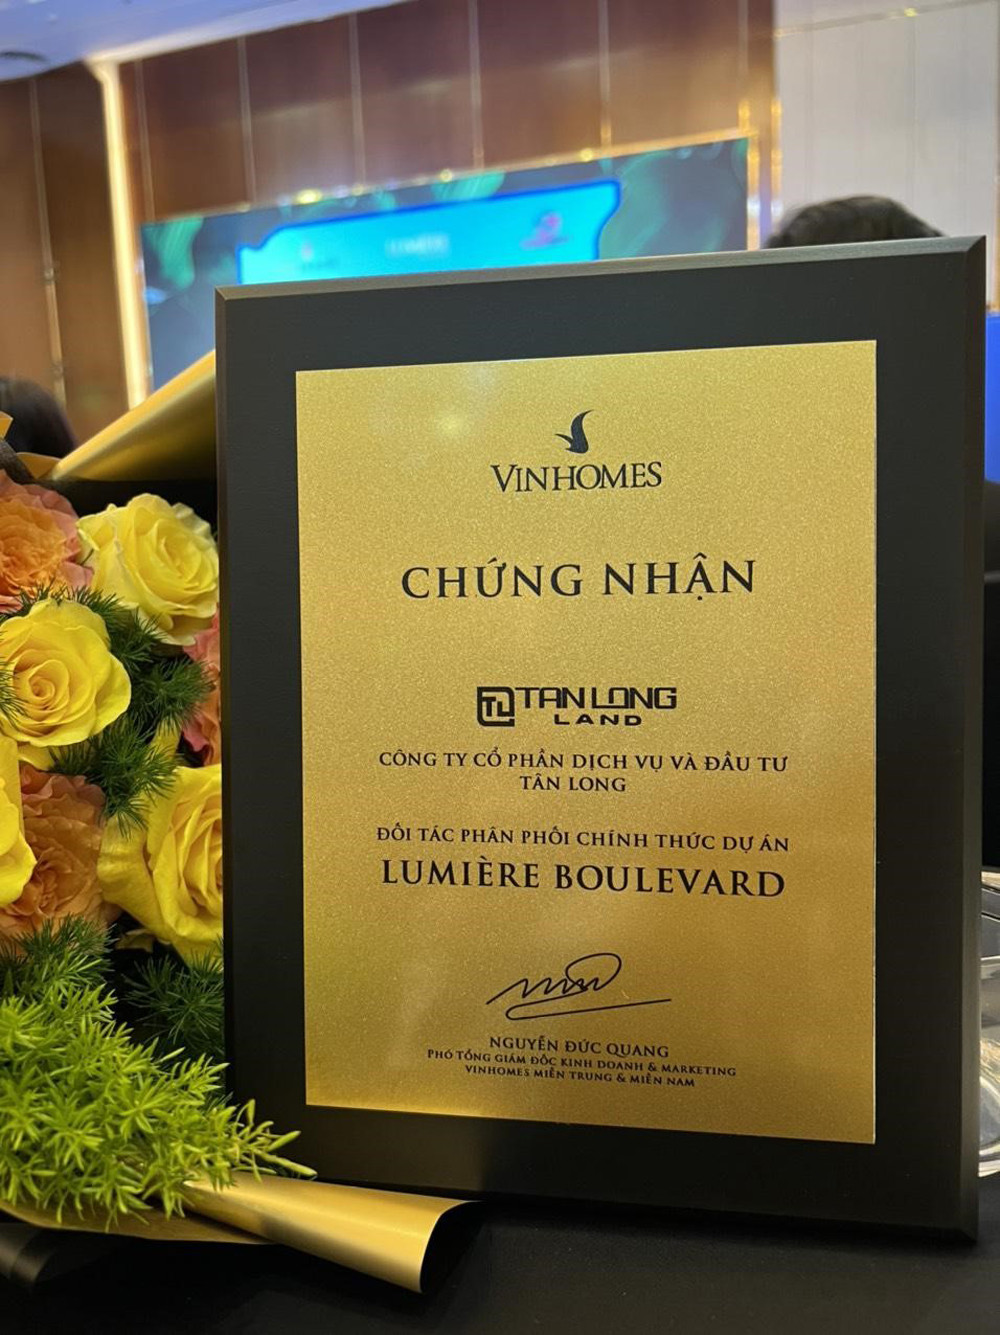 VINHOMES
CHỨNG NHẬN
TL TAN LONG
LAND
CÔNG TY CỔ PHẦN DỊCH VỤ VÀ ĐẦU TƯ
TÂN LONG
ĐỐI TÁC PHÂN PHỐI CHÍNH THỨC DỰ ÁN
LUMIÈRE BOULEVARD
NGUYỄN ĐỨC QUANG
PHÓ TỔNG GIÁM ĐỐC KINH DOANH & MARKETING
VINHOMES MIỀN TRUNG & MIỀN NAM